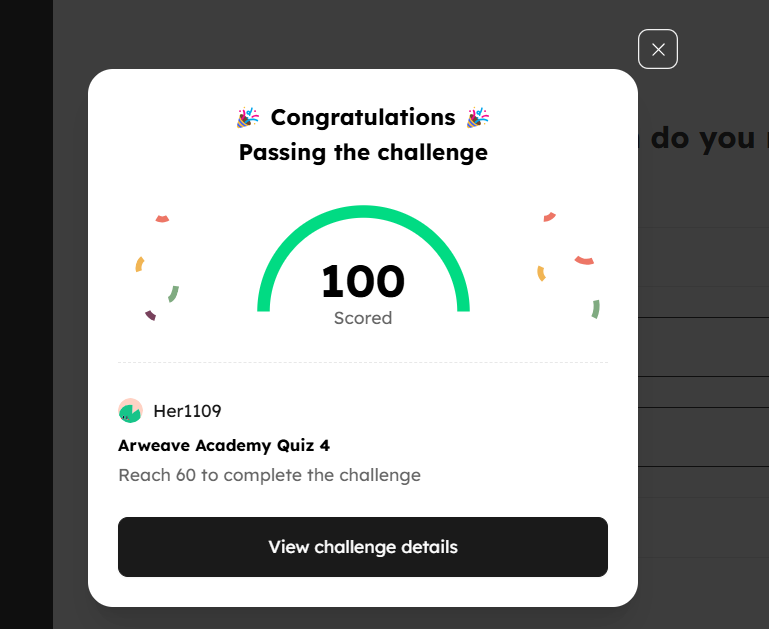 Congratulations
Passing the challenge
do you
100
Scored
Her1109
Arweave Academy Quiz 4
Reach 60 to complete the challenge
View challenge details